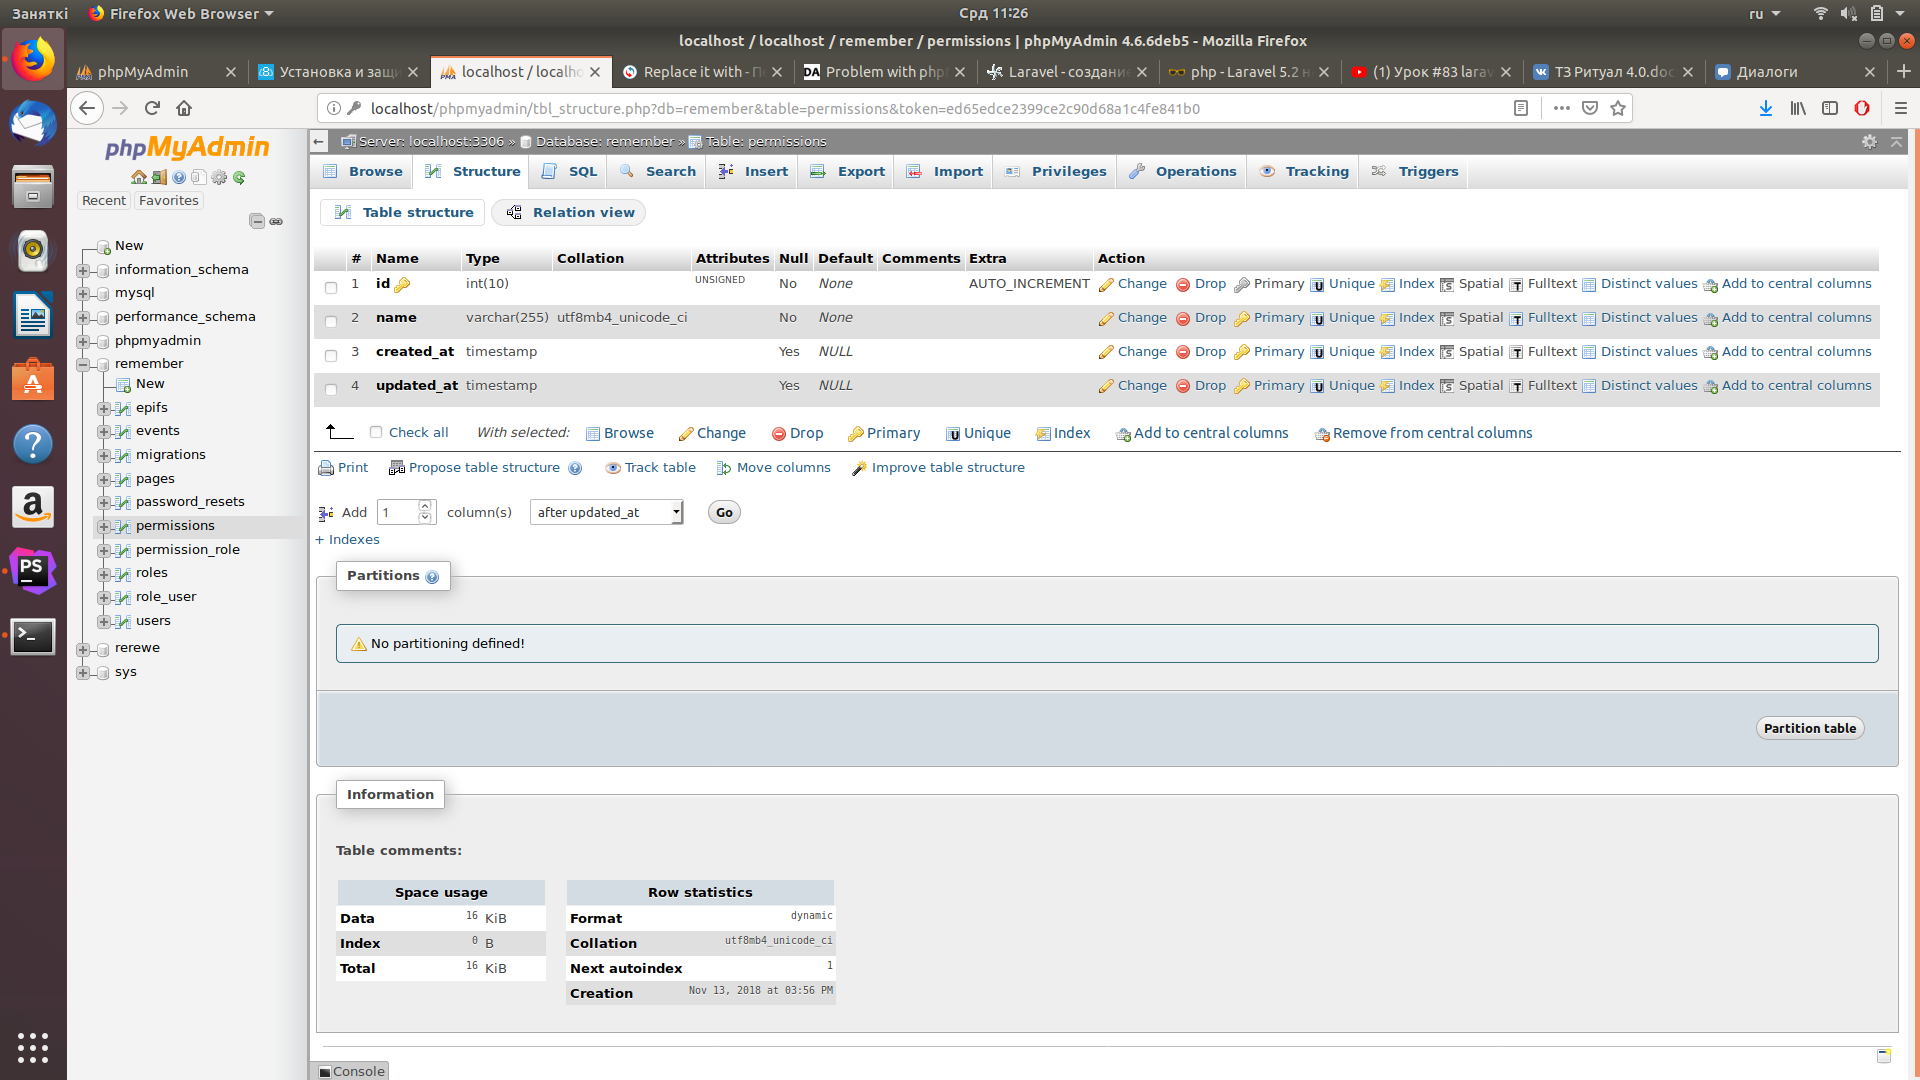 Заняткі
Firefox Web Browser
Срд 11:26
ru
localhost / localhost / remember / permissions | phpMyAdmin 4.6.6deb5 - Mozilla Firefox
phpMyAdmin
Установка и защи
localhost / localho
Replace it with - П
Problem with php
Laravel - создание
php - Laravel 5.2 н
(1) Урок #83 larav
ТЗ Ритуал 4.0.doc
Диалоги
localhost/phpmyadmin/tbl_structure.php?db=remember&table=permissions&token=ed65edce2399ce2c90d68a1c4fe841b0
phpMyAdmin
Recent Favorites
New
information_schema
mysql
performance_schema
phpmyadmin
remember
New
epifs
events
migrations
pages
password_resets
permissions
permission_role
roles
role_user
users
rerewe
sys
Server: localhost:3306 » Database: remember » Table: permissions
Browse Structure SQL Search Insert Export Import Privileges Operations Tracking Triggers
Table structure Relation view
# Name Type Collation Attributes Null Default Comments Extra Action
1 id int(10) UNSIGNED No None AUTO_INCREMENT Change Drop Primary Unique Index Spatial Fulltext Distinct values Add to central columns
2 name varchar(255) utf8mb4_unicode_ci No None Change Drop Primary Unique Index Spatial Fulltext Distinct values Add to central columns
3 created_at timestamp Yes NULL Change Drop Primary Unique Index Spatial Fulltext Distinct values Add to central columns
4 updated_at timestamp Yes NULL Change Drop Primary Unique Index Spatial Fulltext Distinct values Add to central columns
Check all With selected: Browse Change Drop Primary Unique Index Add to central columns Remove from central columns
Print Propose table structure Track table Move columns Improve table structure
Add 1 column(s) after updated_at Go
+ Indexes
Partitions
No partitioning defined!
Partition table
Information
Table comments:
Space usage
Data 16 KiB
Index 0 B
Total 16 KiB
Row statistics
Format dynamic
Collation utf8mb4_unicode_ci
Next autoindex 1
Creation Nov 13, 2018 at 03:56 PM
Console